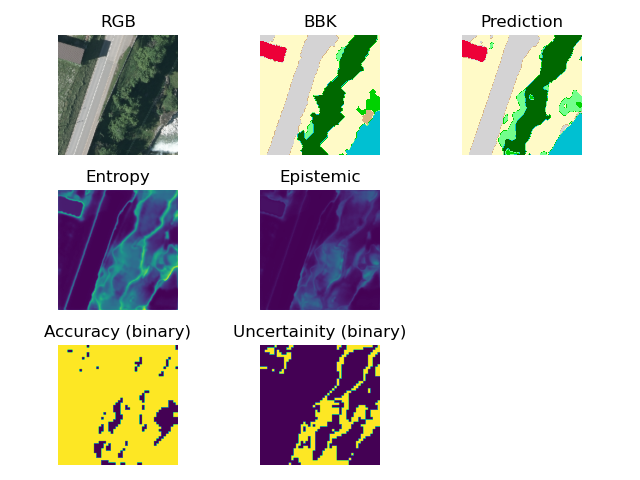 RGB
BBK
Prediction
Entropy
Epistemic
Accuracy (binary)
Uncertainity (binary)